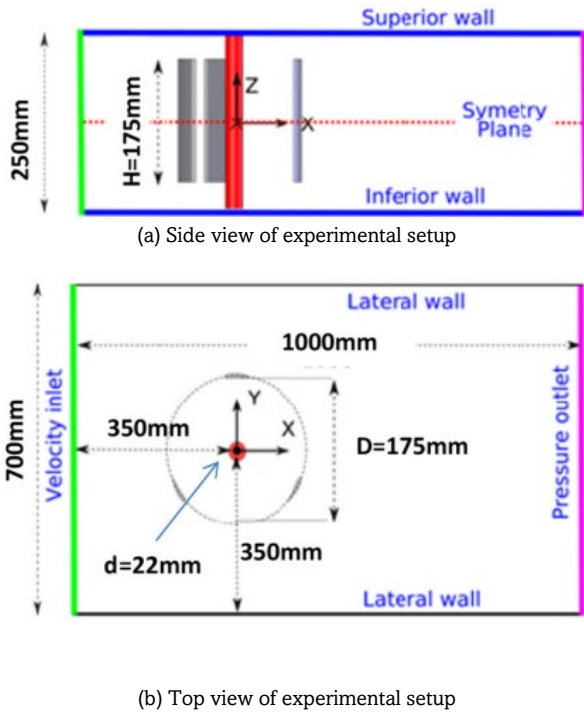 Superior wall
250mm
H=175mm
Z
X
Symetry
Plane
Inferior wall
(a) Side view of experimental setup
Lateral wall
1000mm
700mm
Velocity inlet
350mm
Y
X
D=175mm
Pressure outlet
d=22mm
350mm
Lateral wall
(b) Top view of experimental setup